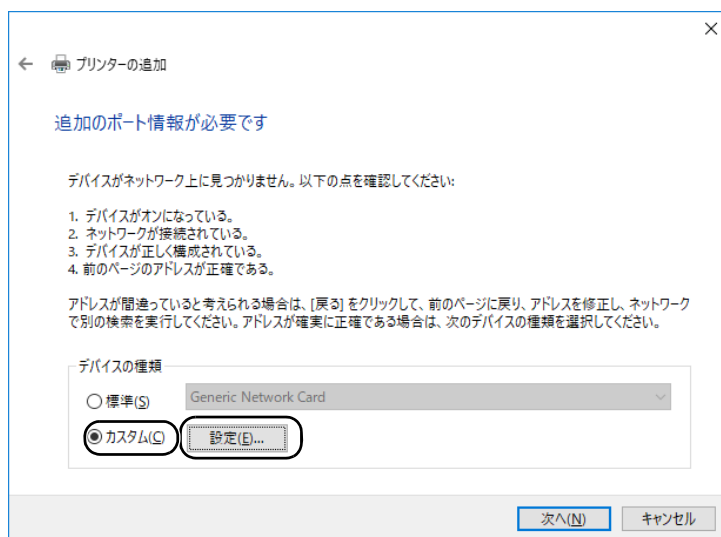 プリンターの追加
追加のポート情報が必要です
デバイスがネットワーク上に見つかりません。以下の点を確認してください:
1. デバイスがオンになっている。
2. ネットワークが接続されている。
3. デバイスが正しく構成されている。
4. 前のページのアドレスが正確である。
アドレスが間違っていると考えられる場合は、[戻る] をクリックして、前のページに戻り、アドレスを修正し、ネットワーク
で別の検索を実行してください。アドレスが確実に正確である場合は、次のデバイスの種類を選択してください。
デバイスの種類
標準(S) Generic Network Card
カスタム(C) 設定(E)...
次へ(N) キャンセル